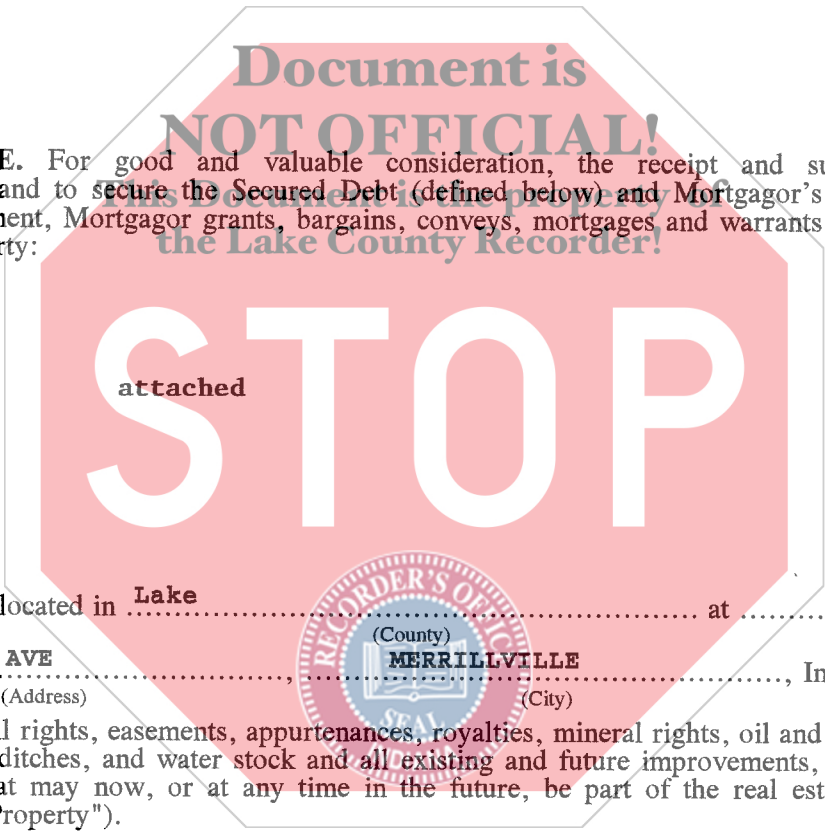 Document is
NOT OFFICIAL!
E. For good and valuable consideration, the receipt and su
and to secure the Secured Debt (defined below) and Mortgagor's
This Document is the property of
ent, Mortgagor grants, bargains, conveys, mortgages and warrants
the Lake County Recorder!
rty:
STOP
attached
located in Lake at
(County)
AVE, MERRILLVILLE, In
(Address) (City)
RECORDER'S OFFIC
SEAL
l rights, easements, appurtenances, royalties, mineral rights, oil and
ditches, and water stock and all existing and future improvements,
at may now, or at any time in the future, be part of the real est
Property").